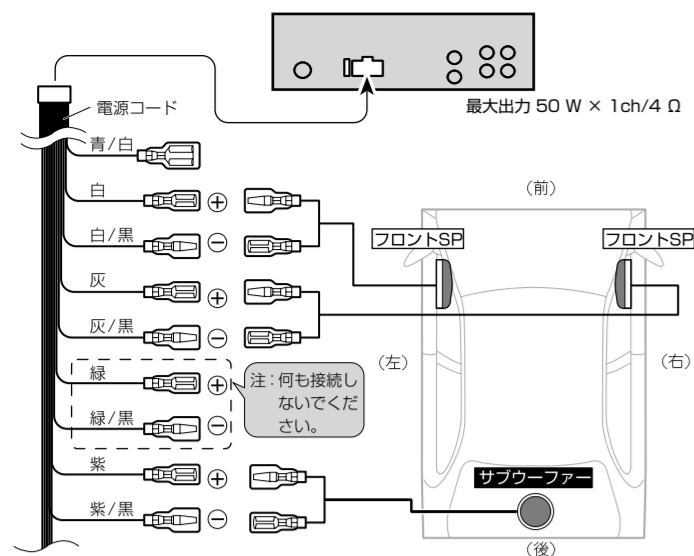 最大出力 50 W × 1ch/4 Ω
電源コード
青/白
白
⊕
白/黒
⊖
灰
⊕
灰/黒
⊖
緑
⊕
緑/黒
⊖
注:何も接続し
ないでくだ
さい。
紫
⊕
紫/黒
⊖
(前)
フロントSP
フロントSP
(左)
(右)
サブウーファー
(後)